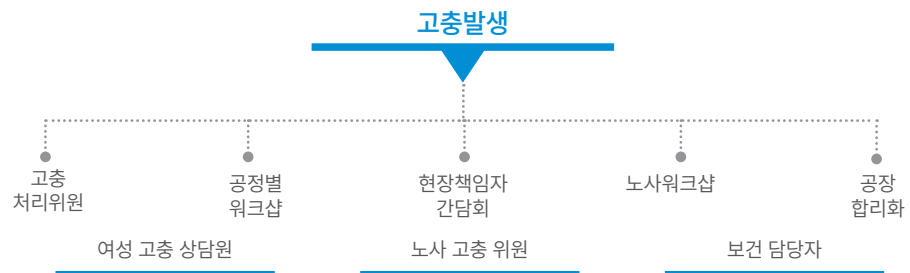 고충발생
고충
처리위원
공정별
워크샵
현장책임자
간담회
노사워크샵
공장
합리화
여성 고충 상담원
노사 고충 위원
보건 담당자